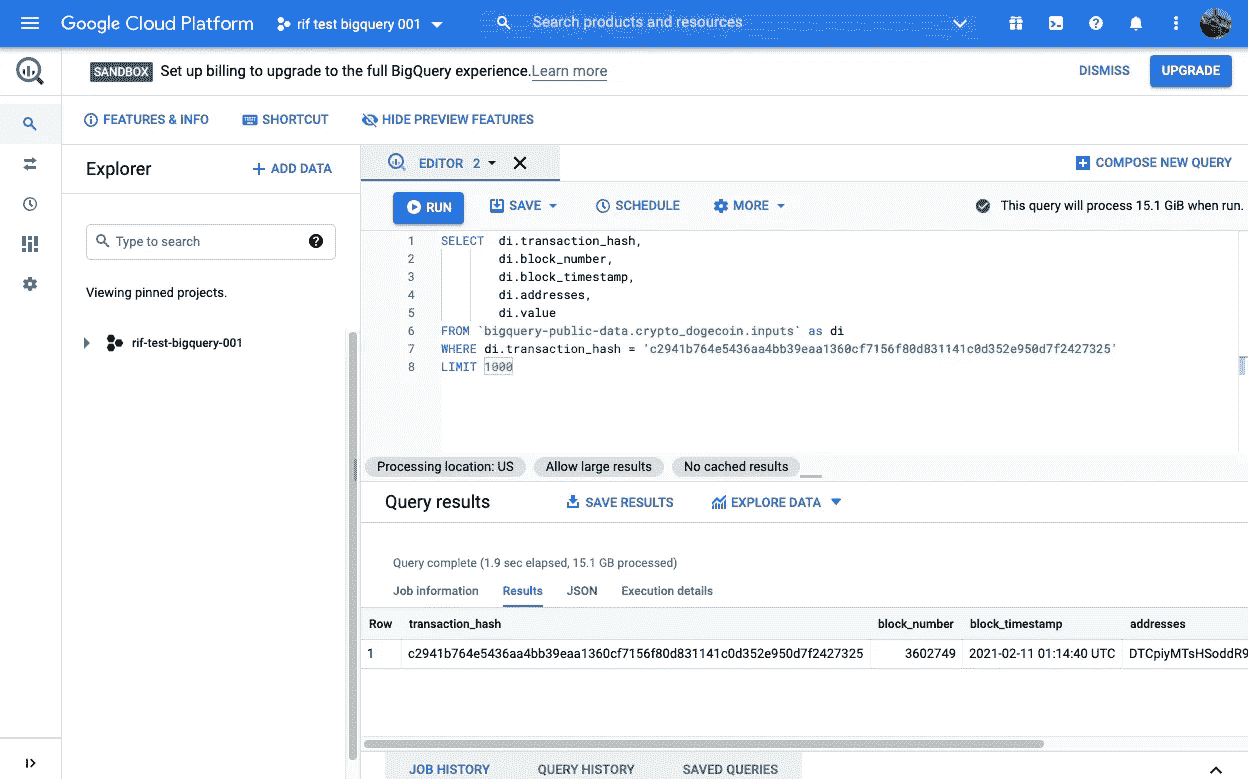 Google Cloud Platform
rif test bigquery 001
Search products and resources
SANDBOX Set up billing to upgrade to the full BigQuery experience. Learn more
DISMISS
UPGRADE
FEATURES & INFO
SHORTCUT
HIDE PREVIEW FEATURES
Explorer
+ ADD DATA
Type to search
Viewing pinned projects.
rif-test-bigquery-001
EDITOR 2
COMPOSE NEW QUERY
RUN
SAVE
SCHEDULE
MORE
This query will process 15.1 GiB when run.
1 SELECT di.transaction_hash,
2 di.block_number,
3 di.block_timestamp,
4 di.addresses,
5 di.value
6 FROM `bigquery-public-data.crypto_dogecoin.inputs` as di
7 WHERE di.transaction_hash = 'c2941b764e5436aa4bb39eaa1360cf7156f80d831141c0d352e950d7f2427325'
8 LIMIT 1000
Processing location: US
Allow large results
No cached results
Query results
SAVE RESULTS
EXPLORE DATA
Query complete (1.9 sec elapsed, 15.1 GB processed)
Job information
Results
JSON
Execution details
Row transaction_hash block_number block_timestamp addresses
1 c2941b764e5436aa4bb39eaa1360cf7156f80d831141c0d352e950d7f2427325 3602749 2021-02-11 01:14:40 UTC DTCpiyMTsHSoddR9
JOB HISTORY
QUERY HISTORY
SAVED QUERIES